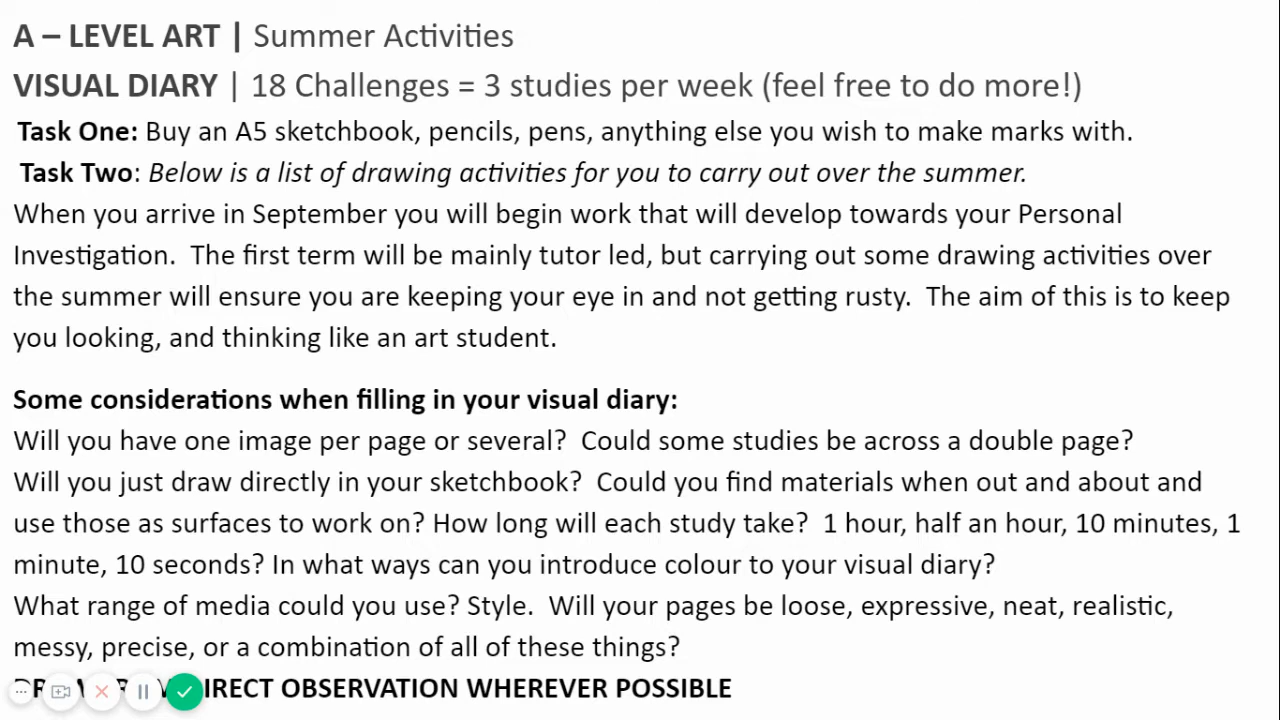 A – LEVEL ART | Summer Activities
VISUAL DIARY | 18 Challenges = 3 studies per week (feel free to do more!)
Task One: Buy an A5 sketchbook, pencils, pens, anything else you wish to make marks with.
Task Two: Below is a list of drawing activities for you to carry out over the summer.
When you arrive in September you will begin work that will develop towards your Personal
Investigation.  The first term will be mainly tutor led, but carrying out some drawing activities over
the summer will ensure you are keeping your eye in and not getting rusty.  The aim of this is to keep
you looking, and thinking like an art student.
Some considerations when filling in your visual diary:
Will you have one image per page or several?  Could some studies be across a double page?
Will you just draw directly in your sketchbook?  Could you find materials when out and about and
use those as surfaces to work on? How long will each study take?  1 hour, half an hour, 10 minutes, 1
minute, 10 seconds? In what ways can you introduce colour to your visual diary?
What range of media could you use? Style.  Will your pages be loose, expressive, neat, realistic,
messy, precise, or a combination of all of these things?
OBSERVATION WHEREVER POSSIBLE